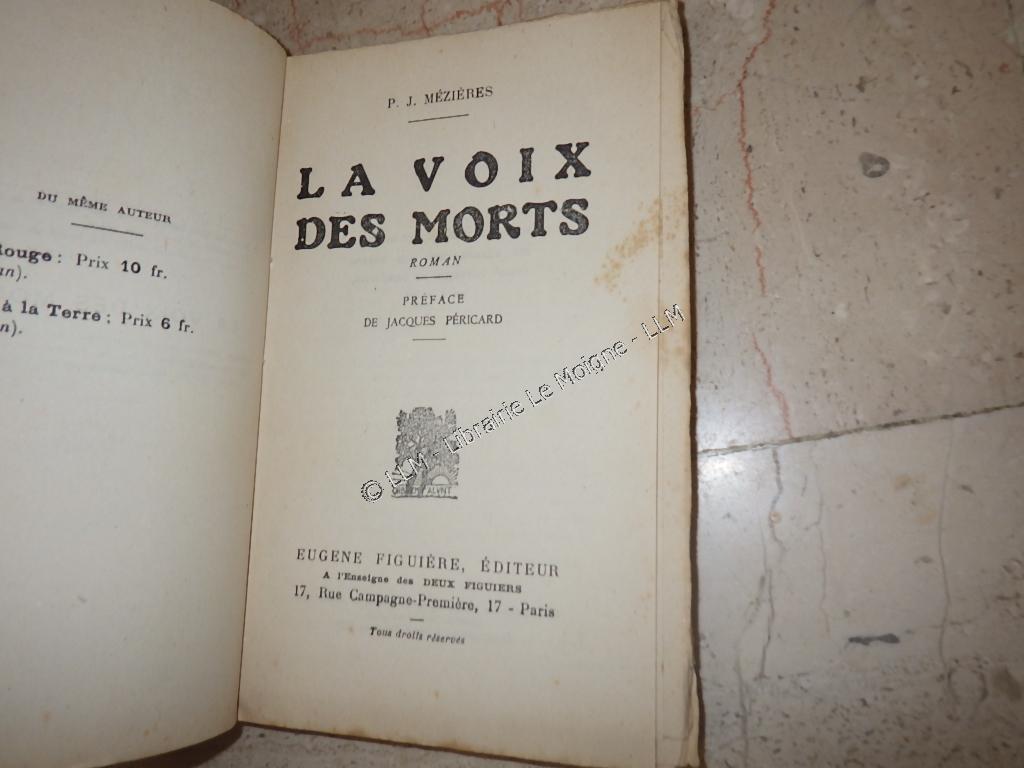 DU MÊME AUTEUR
Rouge : Prix 10 fr.
un).
à la Terre ; Prix 6 fr.
n).
P. J. MÉZIÈRES
LA VOIX
DES MORTS
ROMAN
PRÉFACE
DE JACQUES PÉRICARD
© LLM - Librairie Le Moigne - LLM
EUGENE FIGUIÈRE, ÉDITEUR
A l'Enseigne des DEUX FIGUIERS
17, Rue Campagne-Première, 17 - Paris
Tous droits réservés